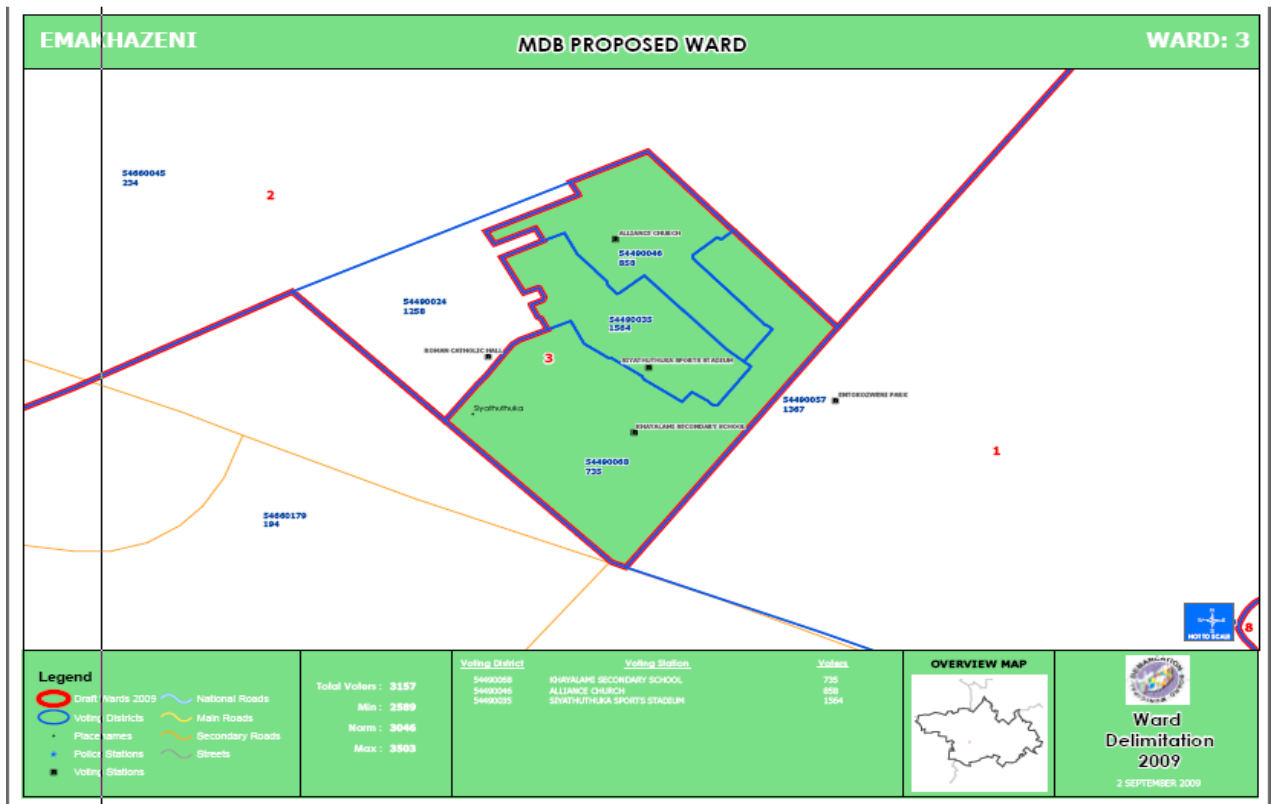 EMAKHAZENI
MDB PROPOSED WARD
WARD: 3
54660045
234
2
ALLIANCE CHURCH
54490046
858
54490024
1258
54490035
1564
ROMAN CATHOLIC HALL
3
SIYATHUTHUKA SPORTS STADIUM
54490057
1367
EMTOKOZWENI PARK
Siyathuthuka
KHAYALAMI SECONDARY SCHOOL
1
54490068
735
54660179
194
NOT TO SCALE
8
Legend
Draft Wards 2009
National Roads
Voting Districts
Main Roads
Placenames
Secondary Roads
Police Stations
Streets
Voting Stations
Total Voters : 3157
Min : 2589
Norm : 3046
Max : 3503
Voting District Voting Station Voters
54490068 KHAYALAMI SECONDARY SCHOOL 735
54490046 ALLIANCE CHURCH 858
54490035 SIYATHUTHUKA SPORTS STADIUM 1564
OVERVIEW MAP
Ward
Delimitation
2009
2 SEPTEMBER 2009